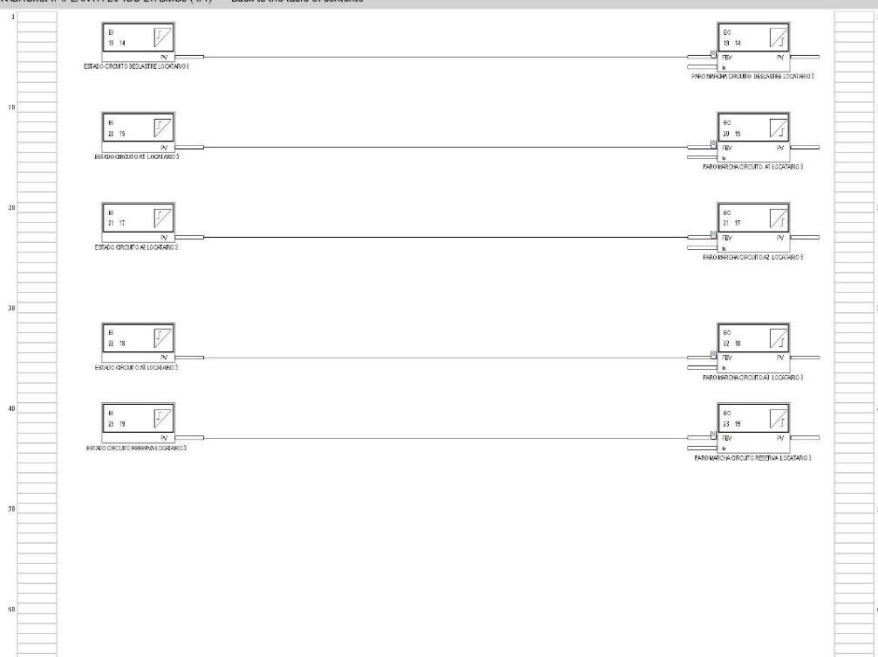 Back to the table of contents
1
BI
19 14
PV
ESTADO CIRCUITO DESLASTRE LOCATARIO 3
BO
19 14
FBV PV
In
PARO MARCHA CIRCUITO DESLASTRE LOCATARIO 3
10
BI
20 15
PV
ESTADO CIRCUITO A1 LOCATARIO 3
BO
20 15
FBV PV
In
PARO MARCHA CIRCUITO A1 LOCATARIO 3
20
BI
21 17
PV
ESTADO CIRCUITO A2 LOCATARIO 3
BO
21 17
FBV PV
In
PARO MARCHA CIRCUITO A2 LOCATARIO 3
30
BI
22 18
PV
ESTADO CIRCUITO LOCATARIO 3
BO
22 18
FBV PV
In
PARO MARCHA CIRCUITO LOCATARIO 3
40
BI
23 19
PV
ESTADO CIRCUITO RESERVA LOCATARIO 3
BO
23 19
FBV PV
In
PARO MARCHA CIRCUITO RESERVA LOCATARIO 3
50
60